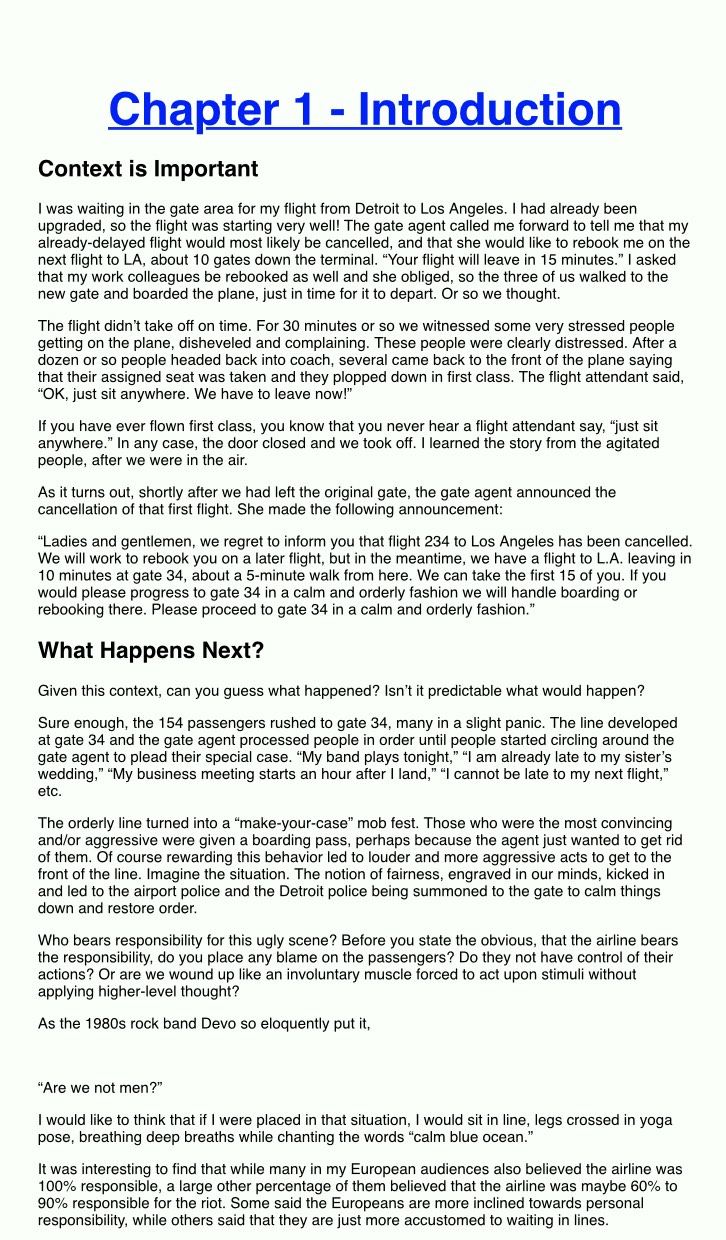 Chapter 1 - Introduction
Context is Important
I was waiting in the gate area for my flight from Detroit to Los Angeles. I had already been
upgraded, so the flight was starting very well! The gate agent called me forward to tell me that my
already-delayed flight would most likely be cancelled, and that she would like to rebook me on the
next flight to LA, about 10 gates down the terminal. “Your flight will leave in 15 minutes.” I asked
that my work colleagues be rebooked as well and she obliged, so the three of us walked to the
new gate and boarded the plane, just in time for it to depart. Or so we thought.
The flight didn’t take off on time. For 30 minutes or so we witnessed some very stressed people
getting on the plane, disheveled and complaining. These people were clearly distressed. After a
dozen or so people headed back into coach, several came back to the front of the plane saying
that their assigned seat was taken and they plopped down in first class. The flight attendant said,
“OK, just sit anywhere. We have to leave now!”
If you have ever flown first class, you know that you never hear a flight attendant say, “just sit
anywhere.” In any case, the door closed and we took off. I learned the story from the agitated
people, after we were in the air.
As it turns out, shortly after we had left the original gate, the gate agent announced the
cancellation of that first flight. She made the following announcement:
“Ladies and gentlemen, we regret to inform you that flight 234 to Los Angeles has been cancelled.
We will work to rebook you on a later flight, but in the meantime, we have a flight to L.A. leaving in
10 minutes at gate 34, about a 5-minute walk from here. We can take the first 15 of you. If you
would please progress to gate 34 in a calm and orderly fashion we will handle boarding or
rebooking there. Please proceed to gate 34 in a calm and orderly fashion.”
What Happens Next?
Given this context, can you guess what happened? Isn’t it predictable what would happen?
Sure enough, the 154 passengers rushed to gate 34, many in a slight panic. The line developed
at gate 34 and the gate agent processed people in order until people started circling around the
gate agent to plead their special case. “My band plays tonight,” “I am already late to my sister’s
wedding,” “My business meeting starts an hour after I land,” “I cannot be late to my next flight,”
etc.
The orderly line turned into a “make-your-case” mob fest. Those who were the most convincing
and/or aggressive were given a boarding pass, perhaps because the agent just wanted to get rid
of them. Of course rewarding this behavior led to louder and more aggressive acts to get to the
front of the line. Imagine the situation. The notion of fairness, engraved in our minds, kicked in
and led to the airport police and the Detroit police being summoned to the gate to calm things
down and restore order.
Who bears responsibility for this ugly scene? Before you state the obvious, that the airline bears
the responsibility, do you place any blame on the passengers? Do they not have control of their
actions? Or are we wound up like an involuntary muscle forced to act upon stimuli without
applying higher-level thought?
As the 1980s rock band Devo so eloquently put it,
“Are we not men?”
I would like to think that if I were placed in that situation, I would sit in line, legs crossed in yoga
pose, breathing deep breaths while chanting the words “calm blue ocean.”
It was interesting to find that while many in my European audiences also believed the airline was
100% responsible, a large other percentage of them believed that the airline was maybe 60% to
90% responsible for the riot. Some said the Europeans are more inclined towards personal
responsibility, while others said that they are just more accustomed to waiting in lines.